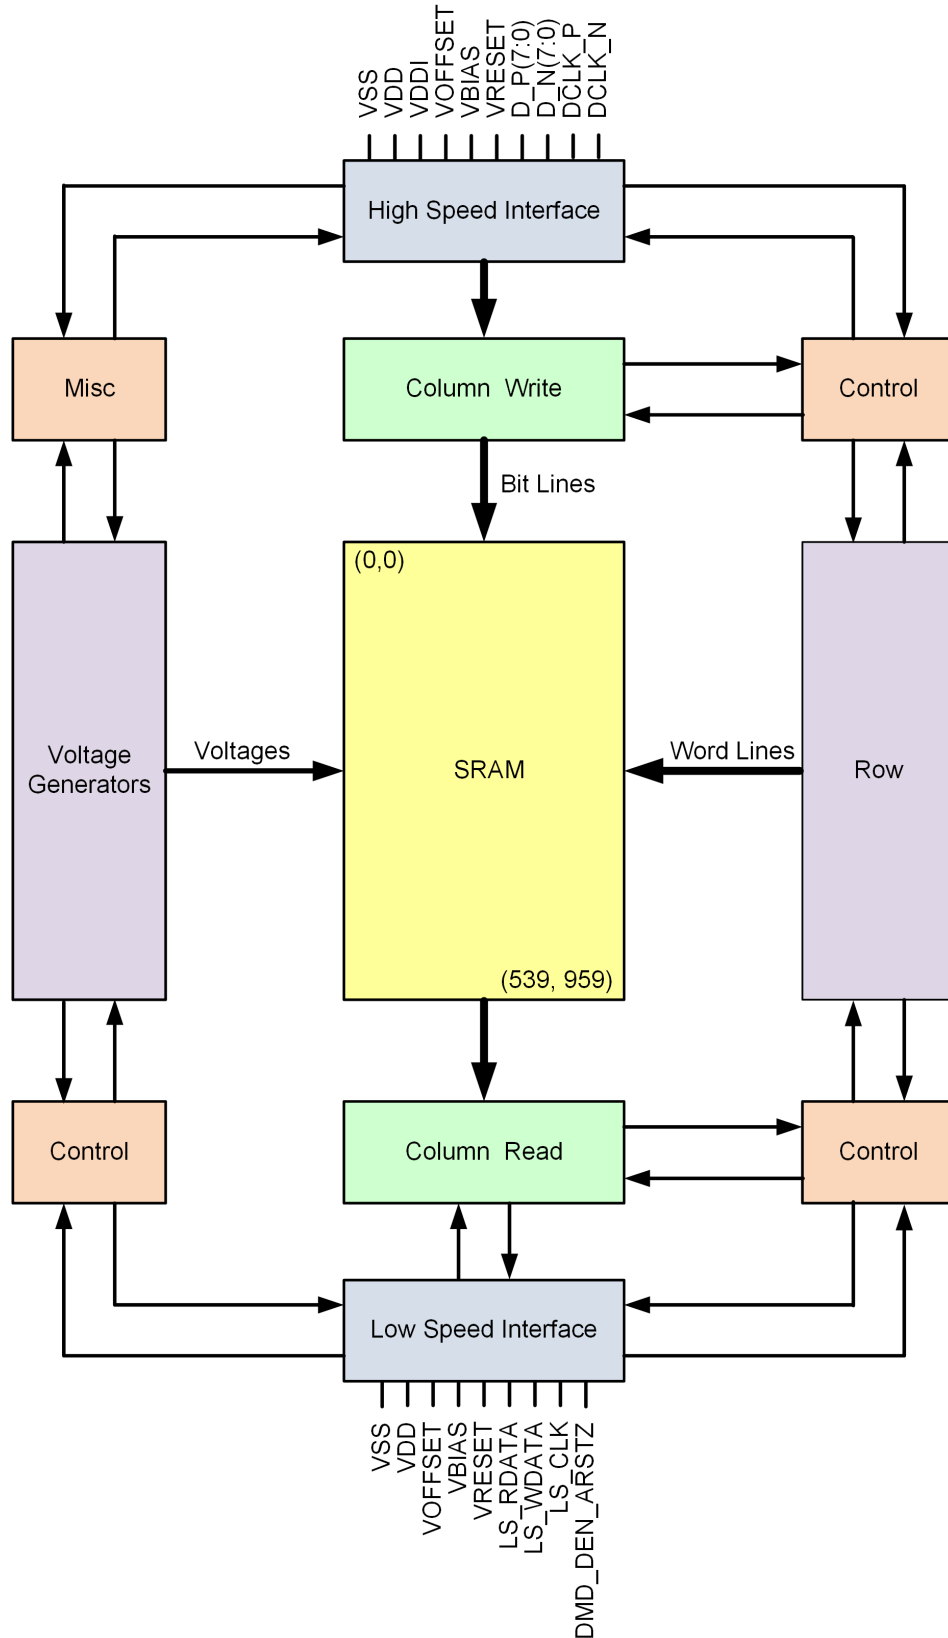 VSS
VDD
VDDI
VOFFSET
VBIAS
VRESET
D_P(7:0)
D_N(7:0)
DCLK_P
DCLK_N
High Speed Interface
Misc
Column Write
Control
Bit Lines
(0,0)
Voltage
Generators
Voltages
SRAM
Word Lines
Row
(539, 959)
Control
Column Read
Control
Low Speed Interface
VSS
VDD
VOFFSET
VBIAS
VRESET
LS_RDATA
LS_WDATA
LS_CLK
DMD_DEN_ARSTZ